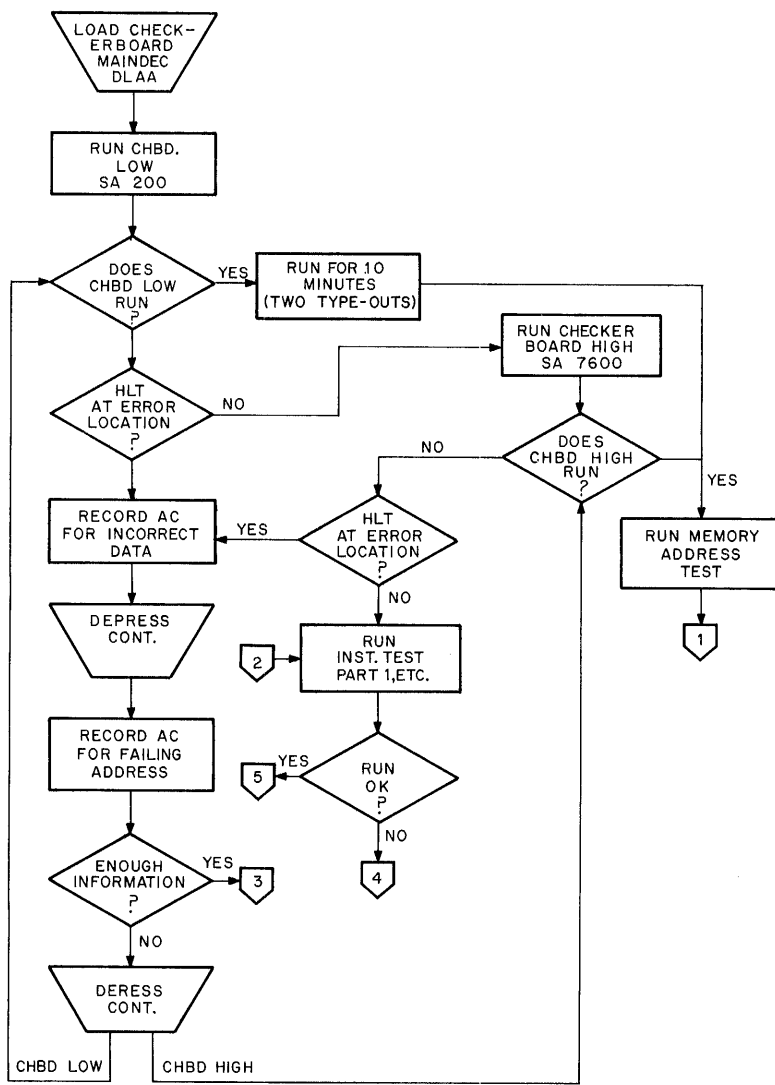 LOAD CHECK-
ERBOARD
MAINDEC
DLAA
RUN CHBD.
LOW
SA 200
DOES
CHBD LOW
RUN
?
YES
RUN FOR 10
MINUTES
(TWO TYPE-OUTS)
RUN CHECKER
BOARD HIGH
SA 7600
HLT
AT ERROR
LOCATION
?
NO
DOES
CHBD HIGH
RUN
?
NO
YES
RECORD AC
FOR INCORRECT
DATA
YES
HLT
AT ERROR
LOCATION
?
NO
RUN MEMORY
ADDRESS
TEST
1
DEPRESS
CONT.
2
RUN
INST. TEST
PART 1, ETC.
RECORD AC
FOR FAILING
ADDRESS
5
YES
RUN
OK
?
NO
4
ENOUGH
INFORMATION
?
YES
3
NO
DERESS
CONT.
CHBD LOW
CHBD HIGH